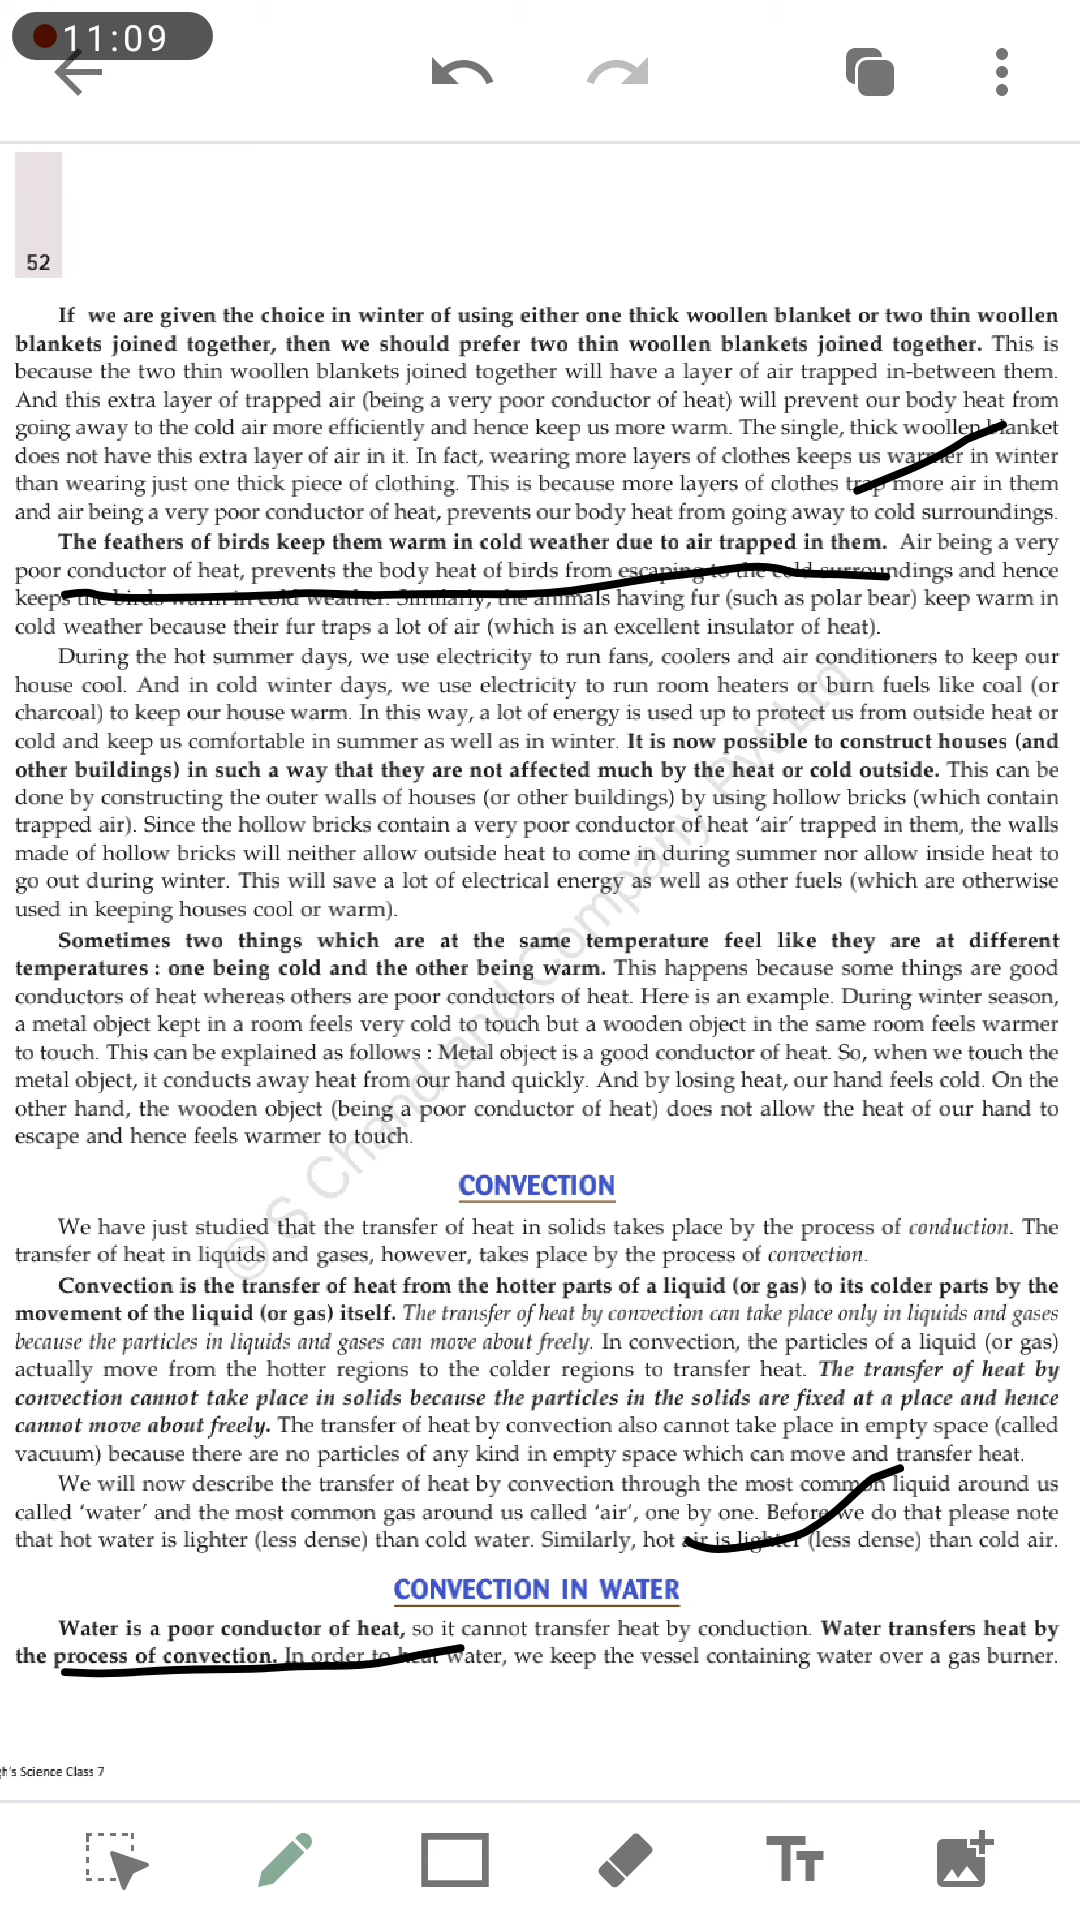 11:09
52
If we are given the choice in winter of using either one thick woollen blanket or two thin woollen
blankets joined together, then we should prefer two thin woollen blankets joined together. This is
because the two thin woollen blankets joined together will have a layer of air trapped in-between them.
And this extra layer of trapped air (being a very poor conductor of heat) will prevent our body heat from
going away to the cold air more efficiently and hence keep us more warm. The single, thick woollen blanket
does not have this extra layer of air in it. In fact, wearing more layers of clothes keeps us warmer in winter
than wearing just one thick piece of clothing. This is because more layers of clothes trap more air in them
and air being a very poor conductor of heat, prevents our body heat from going away to cold surroundings.
The feathers of birds keep them warm in cold weather due to air trapped in them. Air being a very
poor conductor of heat, prevents the body heat of birds from escaping to the cold surroundings and hence
keeps the birds warm in cold weather. Similarly, the animals having fur (such as polar bear) keep warm in
cold weather because their fur traps a lot of air (which is an excellent insulator of heat).
During the hot summer days, we use electricity to run fans, coolers and air conditioners to keep our
house cool. And in cold winter days, we use electricity to run room heaters or burn fuels like coal (or
charcoal) to keep our house warm. In this way, a lot of energy is used up to protect us from outside heat or
cold and keep us comfortable in summer as well as in winter. It is now possible to construct houses (and
other buildings) in such a way that they are not affected much by the heat or cold outside. This can be
done by constructing the outer walls of houses (or other buildings) by using hollow bricks (which contain
trapped air). Since the hollow bricks contain a very poor conductor of heat ‘air’ trapped in them, the walls
made of hollow bricks will neither allow outside heat to come in during summer nor allow inside heat to
go out during winter. This will save a lot of electrical energy as well as other fuels (which are otherwise
used in keeping houses cool or warm).
Sometimes two things which are at the same temperature feel like they are at different
temperatures : one being cold and the other being warm. This happens because some things are good
conductors of heat whereas others are poor conductors of heat. Here is an example. During winter season,
a metal object kept in a room feels very cold to touch but a wooden object in the same room feels warmer
to touch. This can be explained as follows : Metal object is a good conductor of heat. So, when we touch the
metal object, it conducts away heat from our hand quickly. And by losing heat, our hand feels cold. On the
other hand, the wooden object (being a poor conductor of heat) does not allow the heat of our hand to
escape and hence feels warmer to touch.
© S Chand and Company Pvt Ltd
CONVECTION
We have just studied that the transfer of heat in solids takes place by the process of conduction. The
transfer of heat in liquids and gases, however, takes place by the process of convection.
Convection is the transfer of heat from the hotter parts of a liquid (or gas) to its colder parts by the
movement of the liquid (or gas) itself. The transfer of heat by convection can take place only in liquids and gases
because the particles in liquids and gases can move about freely. In convection, the particles of a liquid (or gas)
actually move from the hotter regions to the colder regions to transfer heat. The transfer of heat by
convection cannot take place in solids because the particles in the solids are fixed at a place and hence
cannot move about freely. The transfer of heat by convection also cannot take place in empty space (called
vacuum) because there are no particles of any kind in empty space which can move and transfer heat.
We will now describe the transfer of heat by convection through the most common liquid around us
called ‘water’ and the most common gas around us called ‘air’, one by one. Before we do that please note
that hot water is lighter (less dense) than cold water. Similarly, hot air is lighter (less dense) than cold air.
CONVECTION IN WATER
Water is a poor conductor of heat, so it cannot transfer heat by conduction. Water transfers heat by
the process of convection. In order to heat water, we keep the vessel containing water over a gas burner.
gh’s Science Class 7
TT